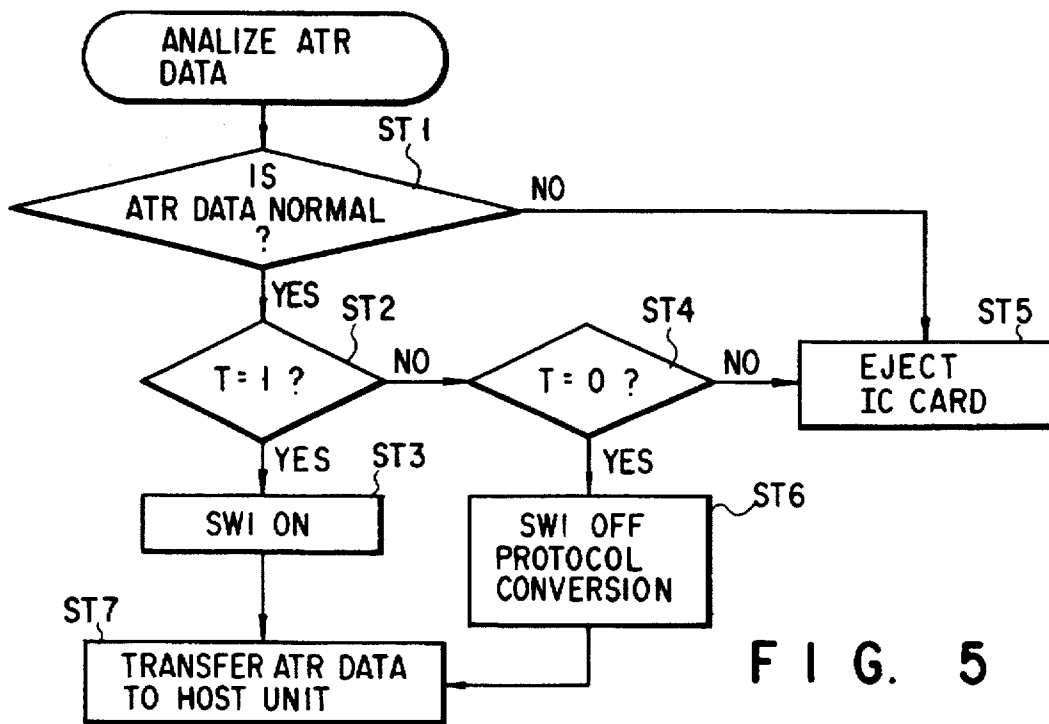 ANALIZE ATR
DATA
ST1
IS
ATR DATA NORMAL
?
NO
YES
ST2
T=1 ?
NO
ST4
T=0 ?
NO
ST5
EJECT
IC CARD
YES
ST3
SW1 ON
YES
ST6
SW1 OFF
PROTOCOL
CONVERSION
ST7
TRANSFER ATR DATA
TO HOST UNIT
FIG. 5